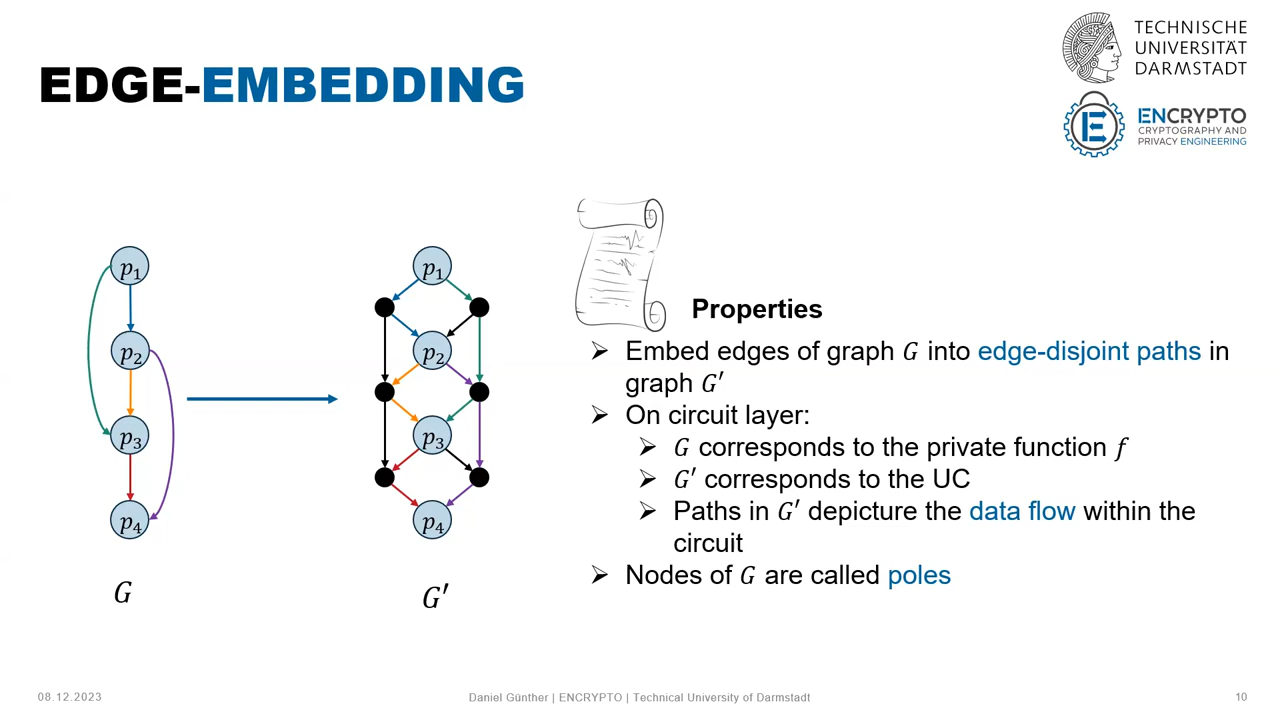 TECHNISCHE
UNIVERSITÄT
DARMSTADT
ENCRYPTO
CRYPTOGRAPHY AND
PRIVACY ENGINEERING
EDGE-EMBEDDING
p1
p2
p3
p4
G
p1
p2
p3
p4
G′
Properties
➢ Embed edges of graph G into edge-disjoint paths in
graph G′
➢ On circuit layer:
➢ G corresponds to the private function f
➢ G′ corresponds to the UC
➢ Paths in G′ depicture the data flow within the
circuit
➢ Nodes of G are called poles
08.12.2023
Daniel Günther | ENCRYPTO | Technical University of Darmstadt
10